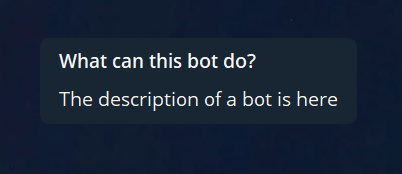 What can this bot do?
The description of a bot is here